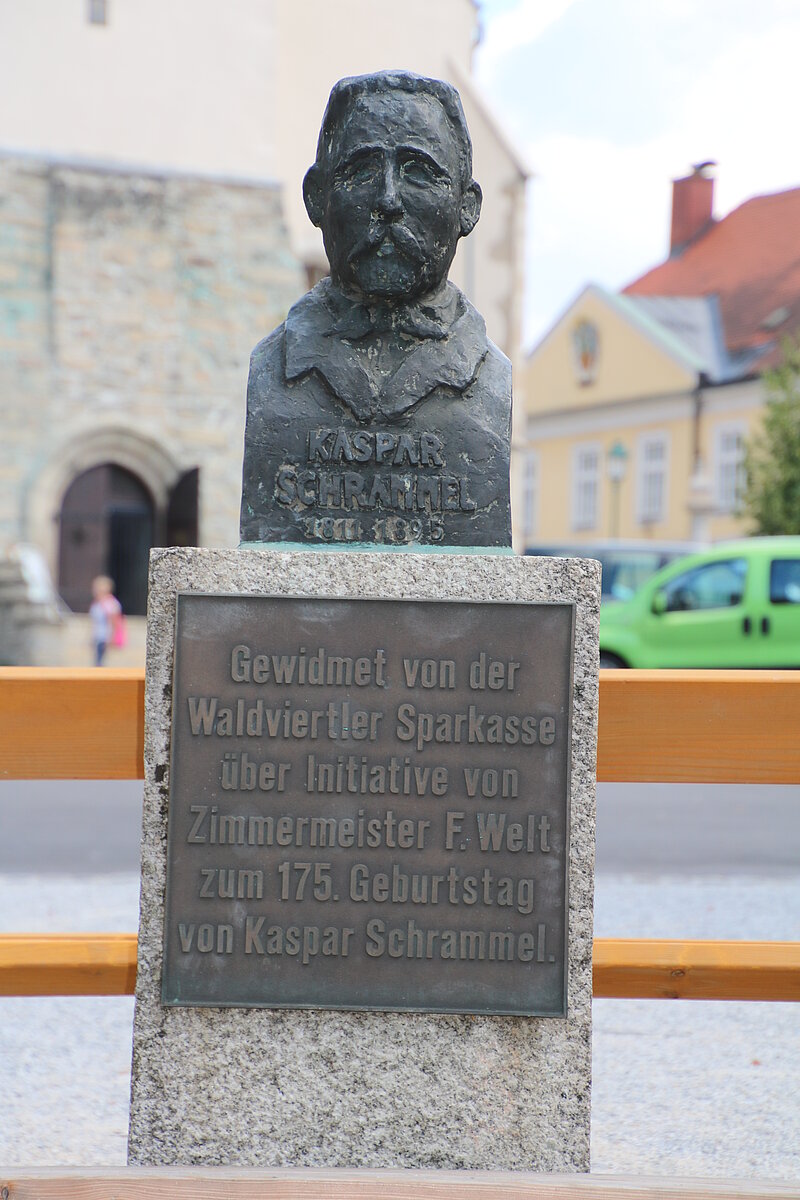 KASPAR
SCHRAMMEL
1811-1895
Gewidmet von der
Waldviertler Sparkasse
über Initiative von
Zimmermeister F. Welt
zum 175. Geburtstag
von Kaspar Schrammel.